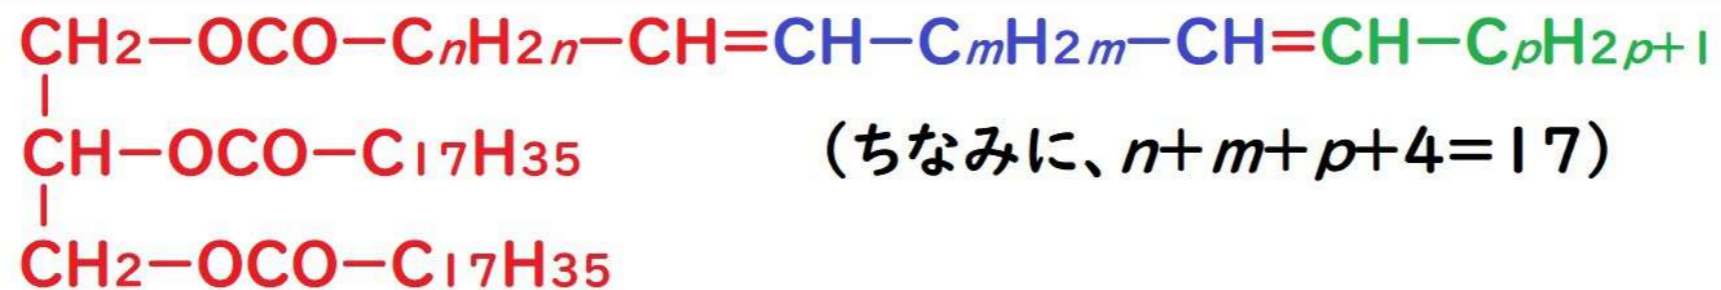 CH2－OCO－CnH2n－CH=CH－CmH2m－CH=CH－CpH2p+1
CH－OCO－C17H35 (ちなみに、n+m+p+4=17)
CH2－OCO－C17H35